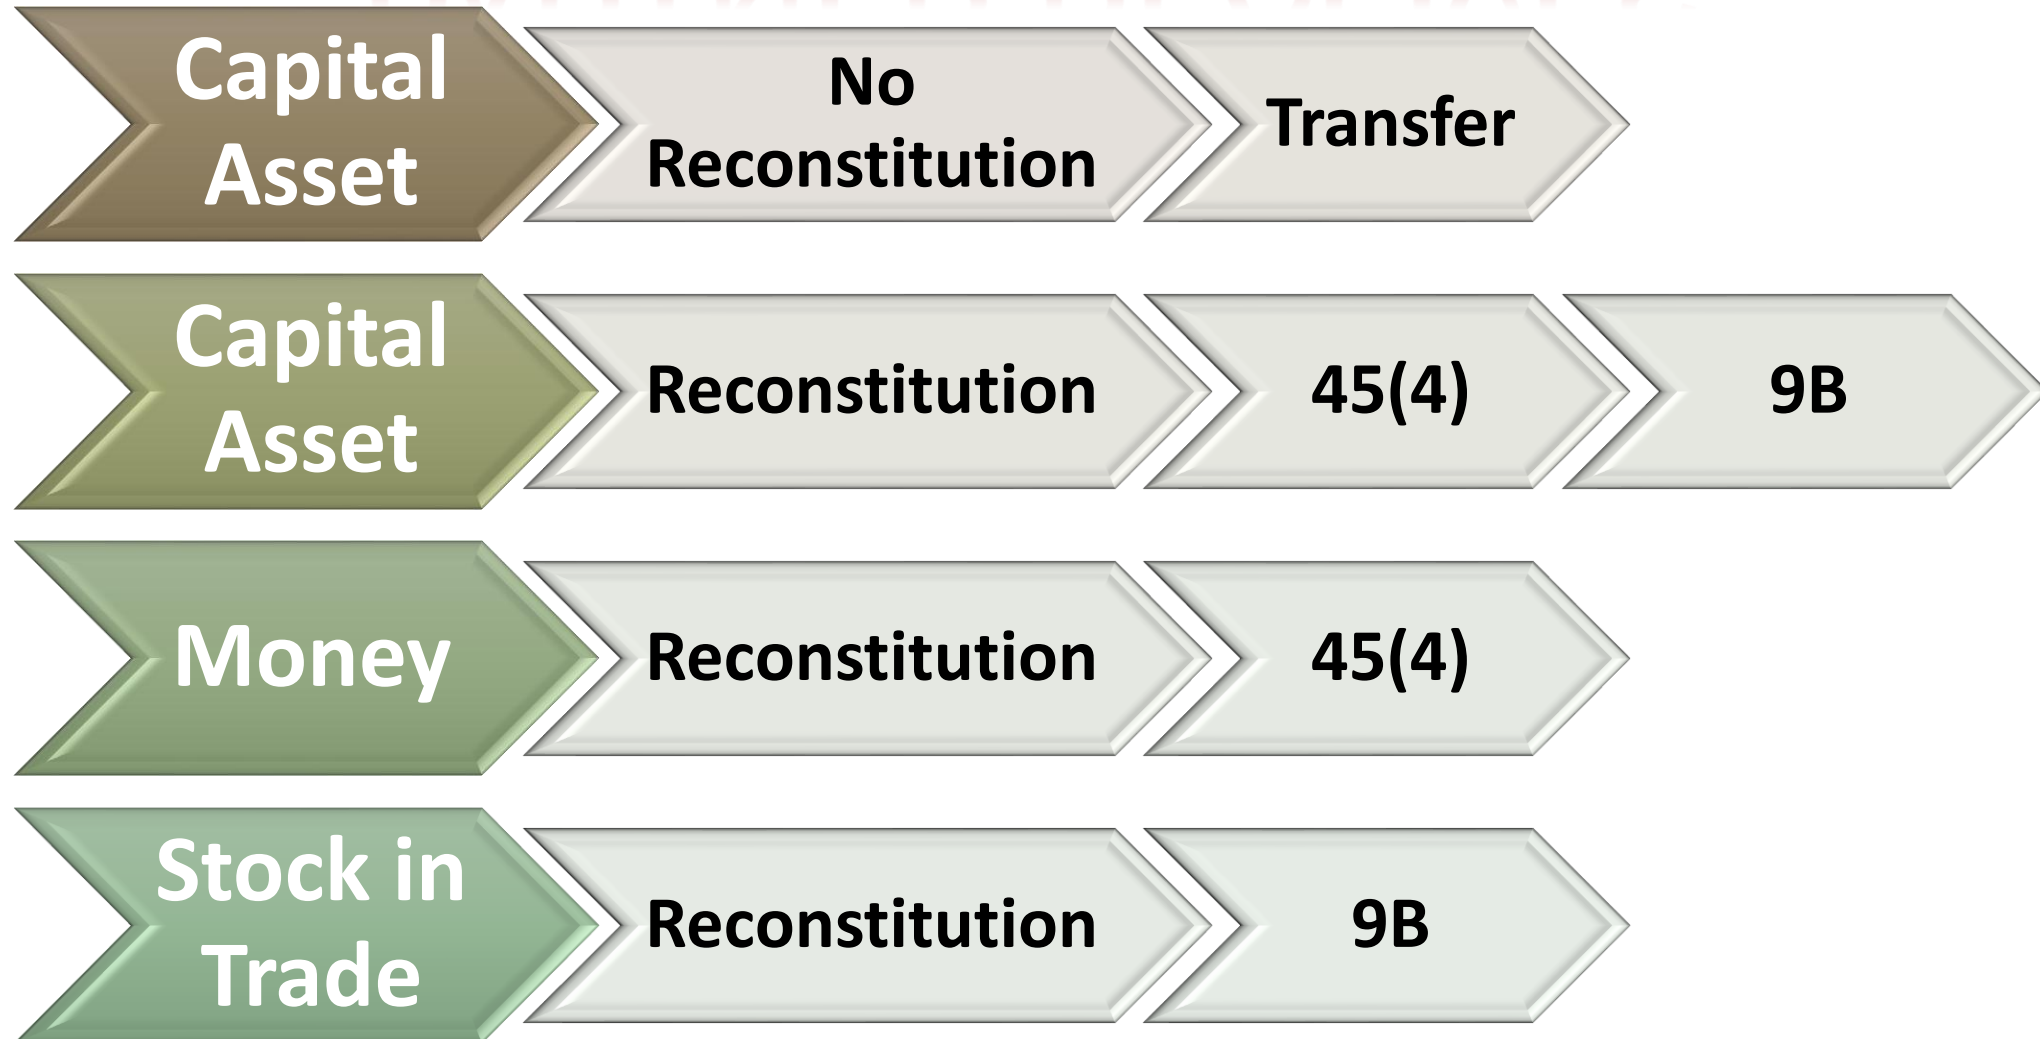 Capital
Asset
No
Reconstitution
Transfer
Capital
Asset
Reconstitution
45(4)
9B
Money
Reconstitution
45(4)
Stock in
Trade
Reconstitution
9B